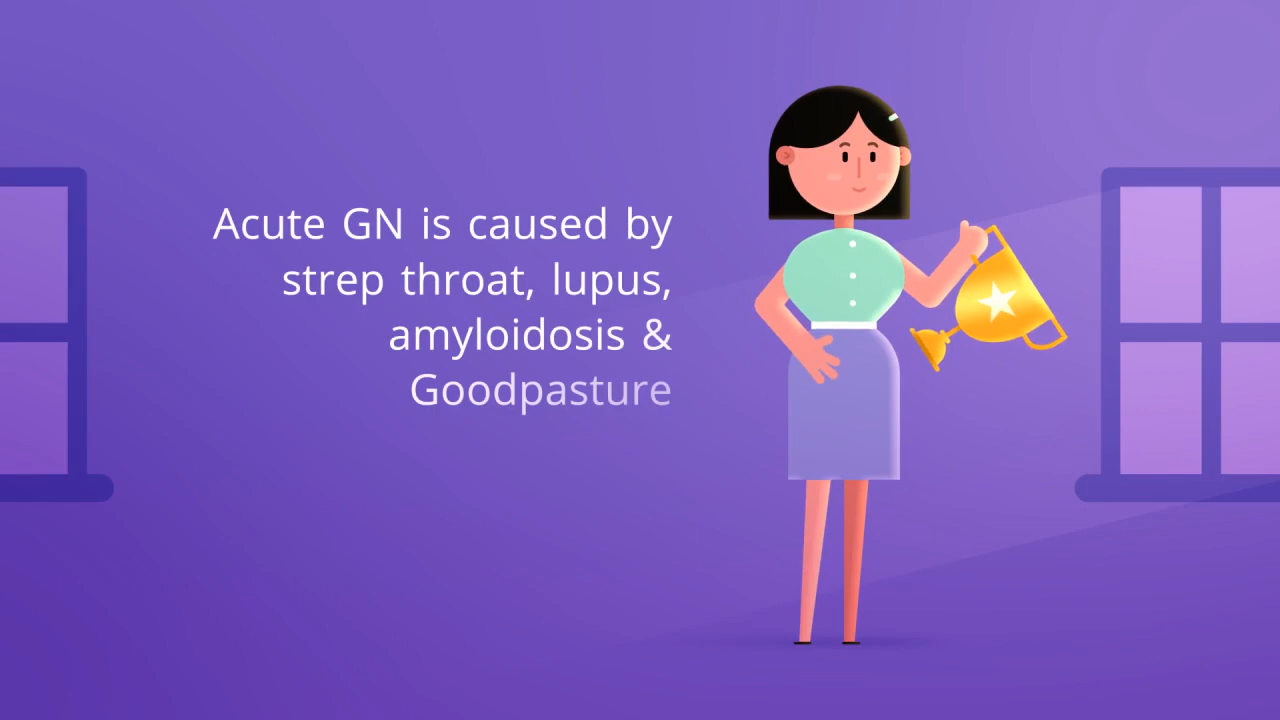 Acute GN is caused by
strep throat, lupus,
amyloidosis &
Goodpasture